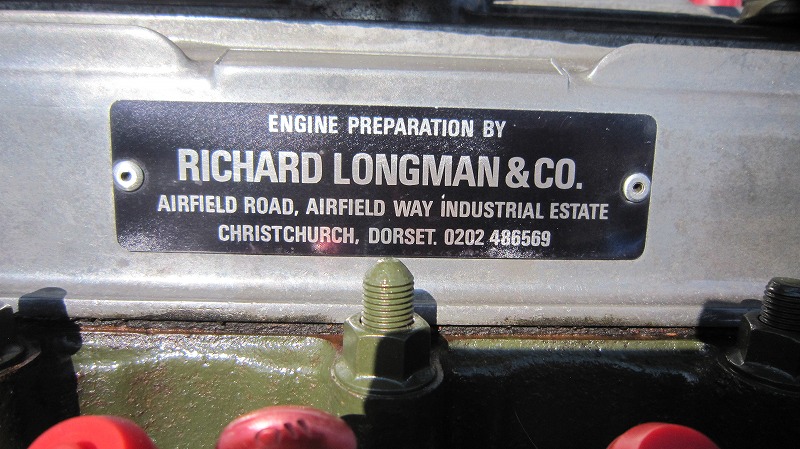 ENGINE PREPARATION BY
RICHARD LONGMAN & CO.
AIRFIELD ROAD, AIRFIELD WAY INDUSTRIAL ESTATE
CHRISTCHURCH, DORSET. 0202 486569